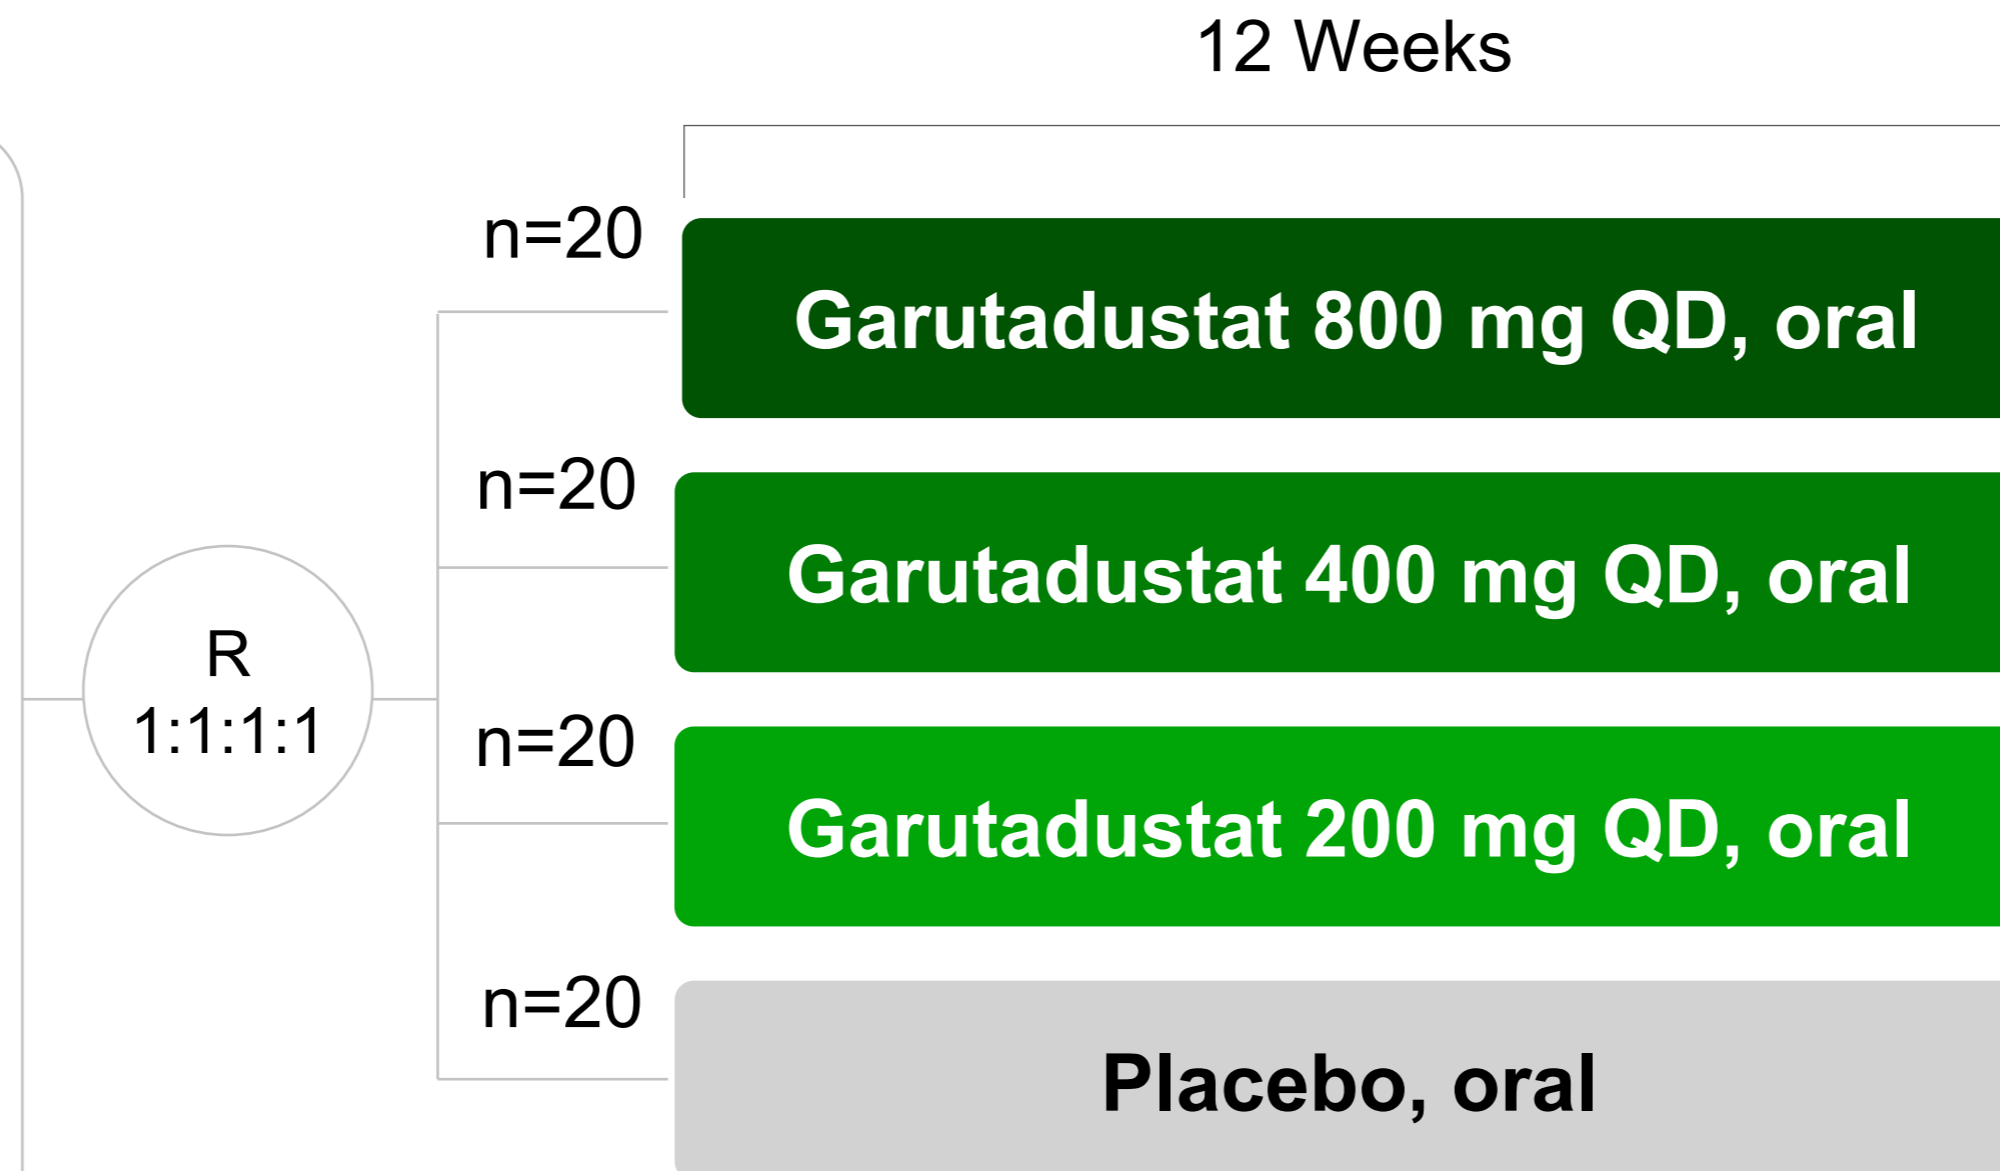 12 Weeks
n=20
Garutadustat 800 mg QD, oral
n=20
Garutadustat 400 mg QD, oral
R
1:1:1:1
n=20
Garutadustat 200 mg QD, oral
n=20
Placebo, oral